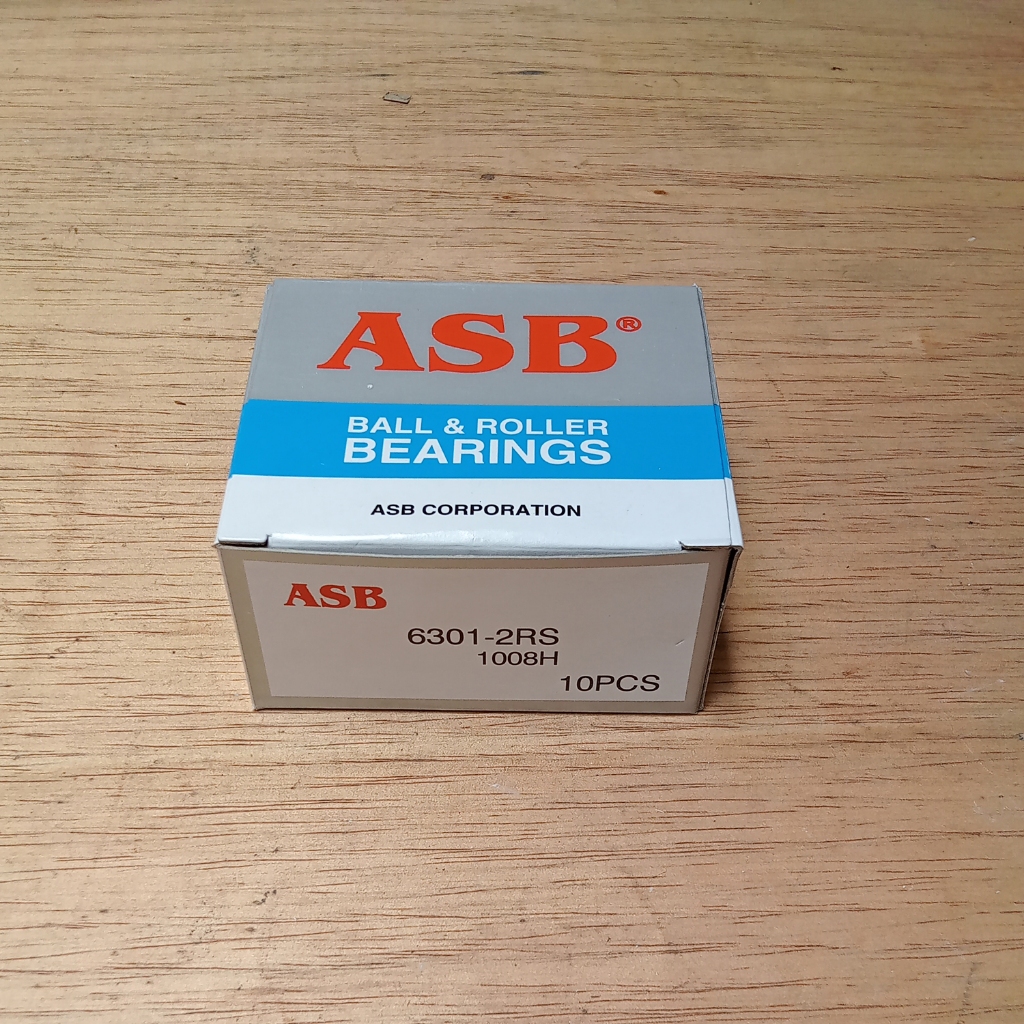 ASB®
BALL & ROLLER
BEARINGS
ASB CORPORATION
ASB
6301-2RS
1008H
10PCS